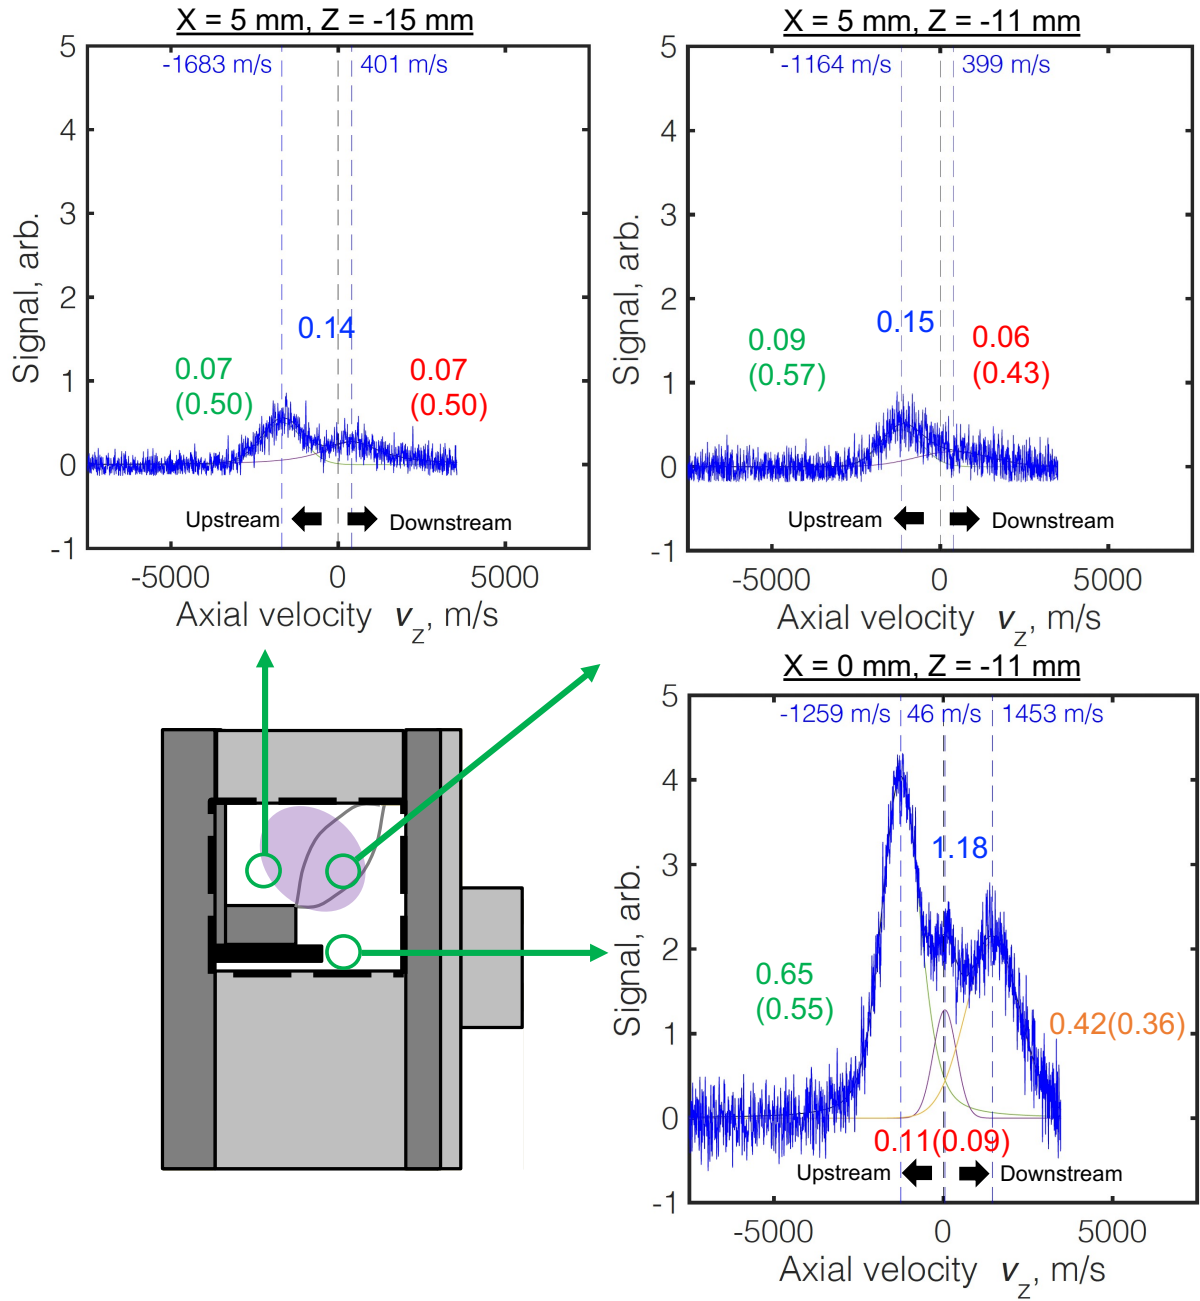 X = 5 mm, Z = -15 mm
5
-1683 m/s
401 m/s
4
3
2
0.14
0.07
(0.50)
0.07
(0.50)
1
0
Upstream
Downstream
-1
-5000
0
5000
Signal, arb.
Axial velocity vz, m/s
X = 5 mm, Z = -11 mm
5
-1164 m/s
399 m/s
4
3
2
0.15
0.09
(0.57)
0.06
(0.43)
1
0
Upstream
Downstream
-1
-5000
0
5000
Signal, arb.
Axial velocity vz, m/s
X = 0 mm, Z = -11 mm
5
-1259 m/s
46 m/s
1453 m/s
4
1.18
3
2
0.65
(0.55)
0.42(0.36)
1
0
0.11(0.09)
Upstream
Downstream
-1
-5000
0
5000
Signal, arb.
Axial velocity vz, m/s